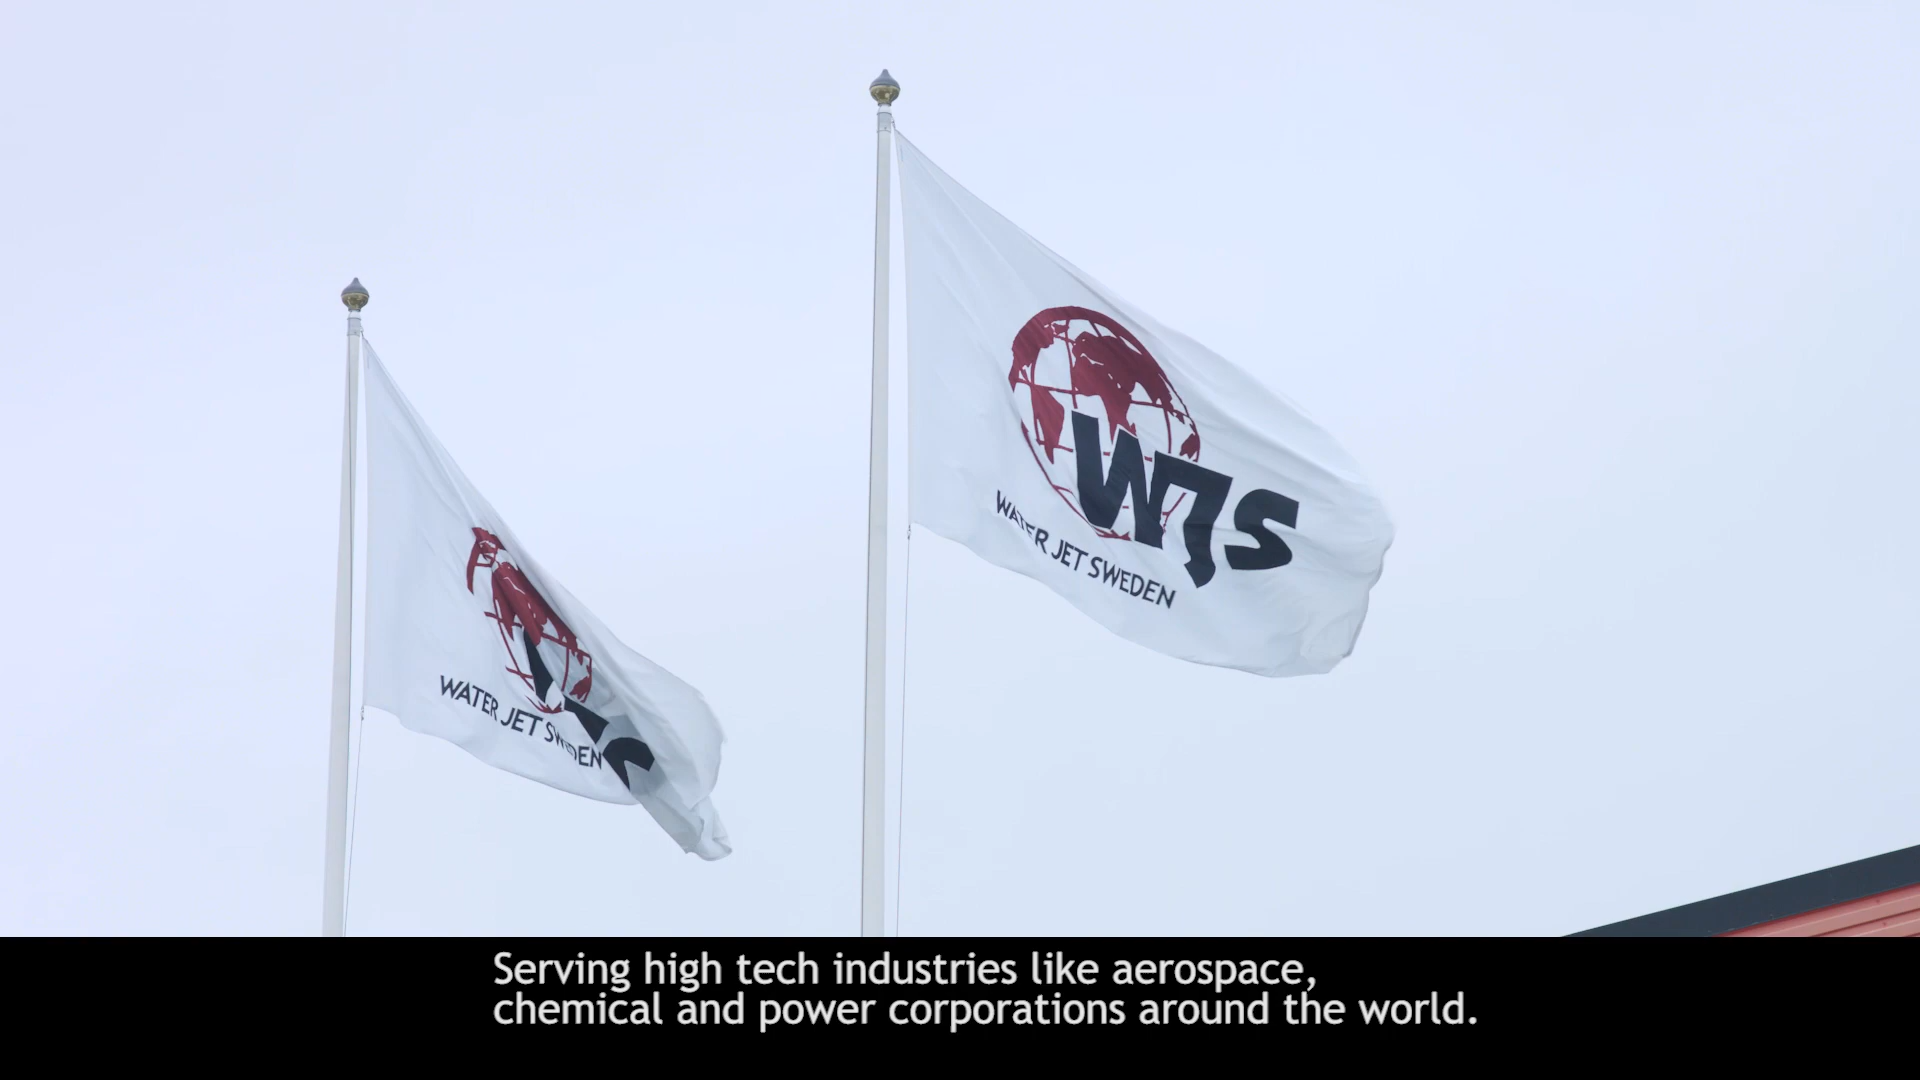 WJS
WATER JET SWEDEN
WATER JET SWEDEN
Serving high tech industries like aerospace,
chemical and power corporations around the world.